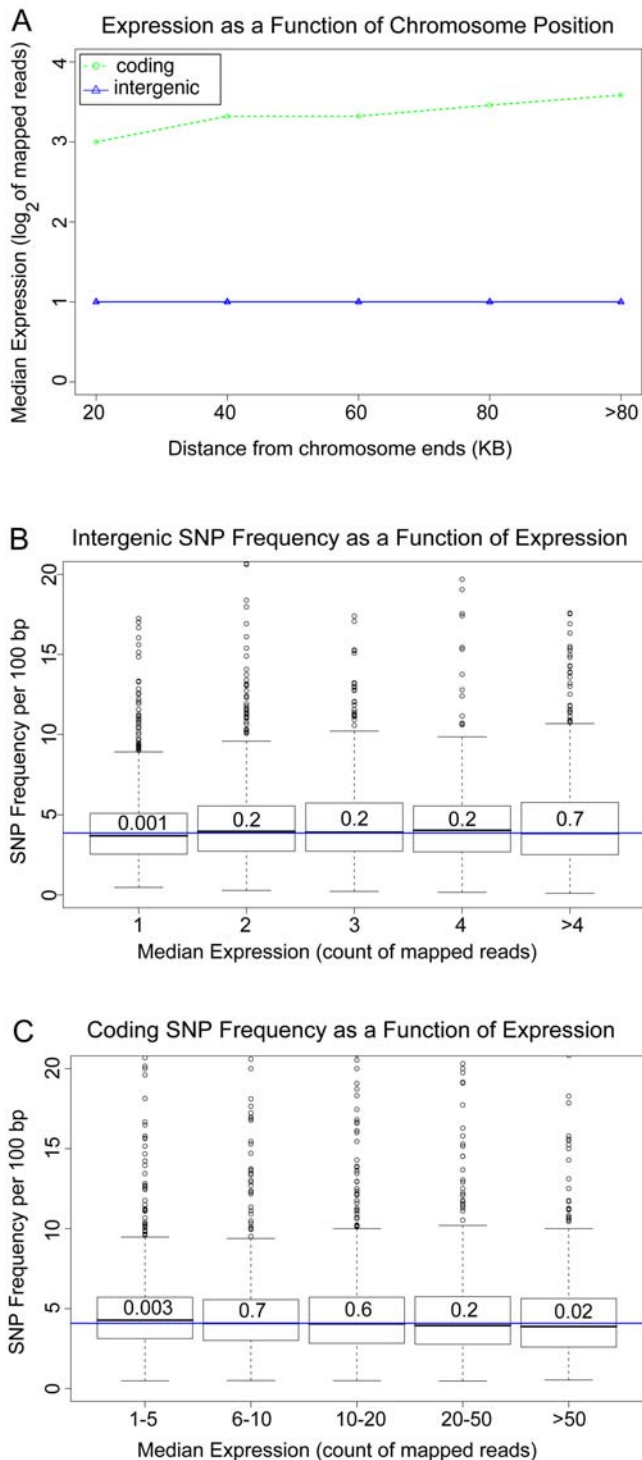 A
Expression as a Function of Chromosome Position
Median Expression (log2 of mapped reads)
4
3
2
1
0
coding
intergenic
20 40 60 80 >80
Distance from chromosome ends (KB)
B
Intergenic SNP Frequency as a Function of Expression
SNP Frequency per 100 bp
20
15
10
5
0
0.001 0.2 0.2 0.2 0.7
1 2 3 4 >4
Median Expression (count of mapped reads)
C
Coding SNP Frequency as a Function of Expression
SNP Frequency per 100 bp
20
15
10
5
0
0.003 0.7 0.6 0.2 0.02
1-5 6-10 10-20 20-50 >50
Median Expression (count of mapped reads)